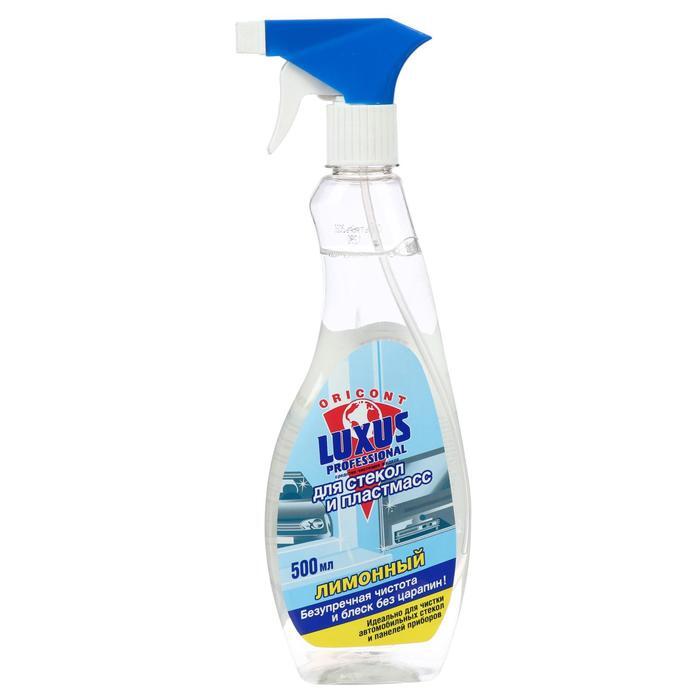 ORICONT
LUXUS
PROFESSIONAL
для стекол
и пластмасс
500 мл
ЛИМОННЫЙ
Безупречная чистота
и блеск без царапин!
Идеально для чистки
автомобильных стекол
и панелей приборов